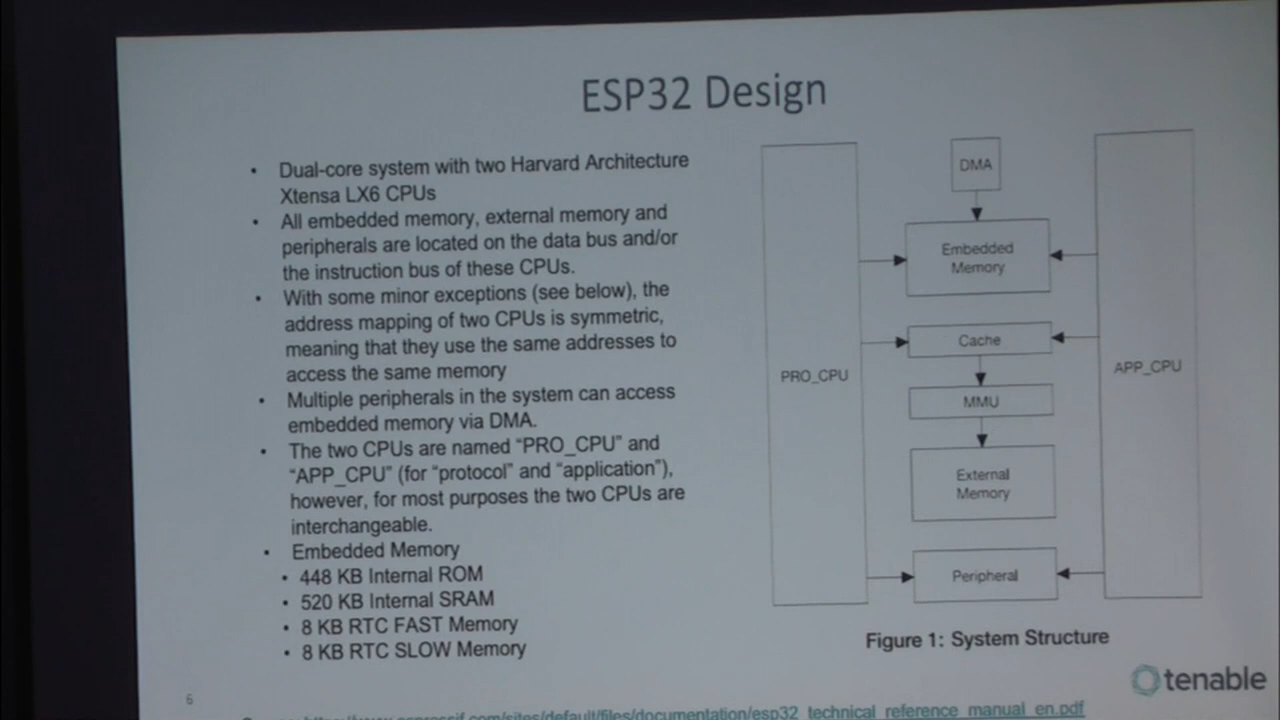 ESP32 Design
• Dual-core system with two Harvard Architecture
Xtensa LX6 CPUs
• All embedded memory, external memory and
peripherals are located on the data bus and/or
the instruction bus of these CPUs.
• With some minor exceptions (see below), the
address mapping of two CPUs is symmetric,
meaning that they use the same addresses to
access the same memory
• Multiple peripherals in the system can access
embedded memory via DMA.
• The two CPUs are named “PRO_CPU” and
“APP_CPU” (for “protocol” and “application”),
however, for most purposes the two CPUs are
interchangeable.
• Embedded Memory
• 448 KB Internal ROM
• 520 KB Internal SRAM
• 8 KB RTC FAST Memory
• 8 KB RTC SLOW Memory
DMA
Embedded
Memory
Cache
PRO_CPU
APP_CPU
MMU
External
Memory
Peripheral
Figure 1: System Structure
tenable
6
espressif.com/sites/default/files/documentation/esp32_technical_reference_manual_en.pdf